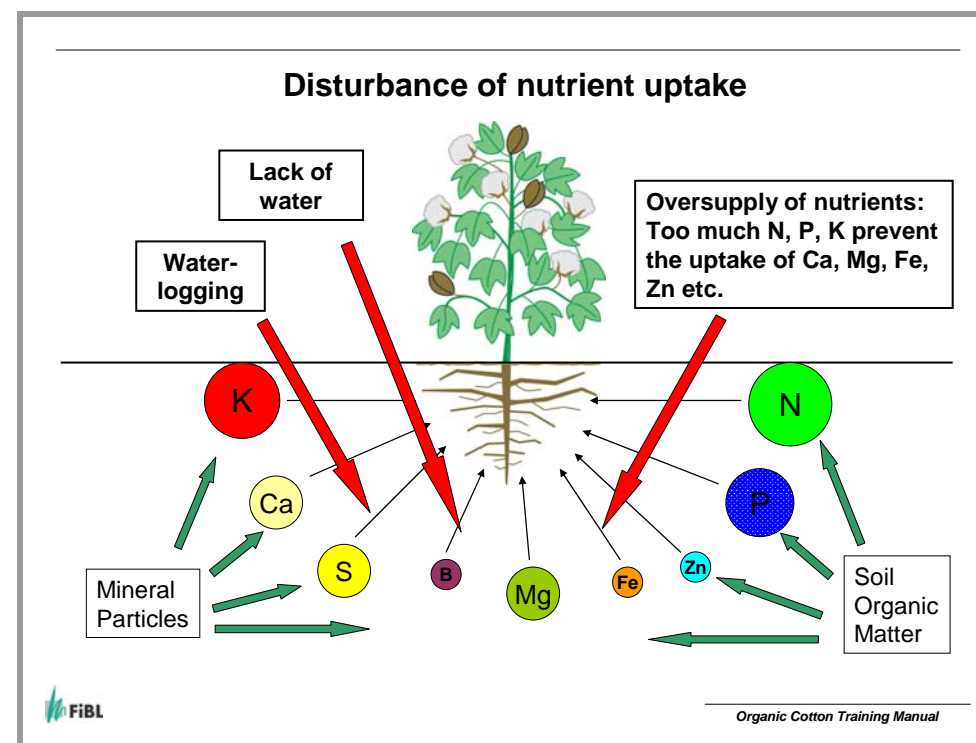 Disturbance of nutrient uptake
Lack of
water
Water-
logging
Oversupply of nutrients:
Too much N, P, K prevent
the uptake of Ca, Mg, Fe,
Zn etc.
K
N
Ca
P
S
B
Mg
Fe
Zn
Mineral
Particles
Soil
Organic
Matter
FiBL
Organic Cotton Training Manual